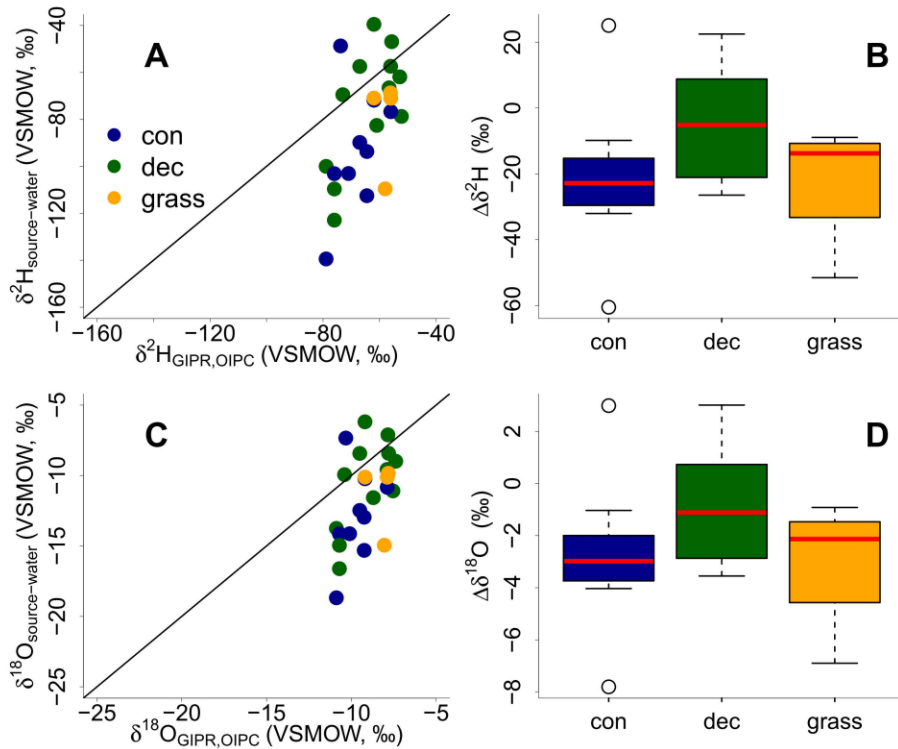 A
−40
−80
−120
−160
δ²H_source−water (VSMOW, ‰)
con
dec
grass
−160 −120 −80 −40
δ²H_GIPR,OIPC (VSMOW, ‰)
B
20
0
−20
−40
−60
Δδ²H (‰)
con dec grass
C
−5
−10
−15
−20
−25
δ¹⁸O_source−water (VSMOW, ‰)
−25 −20 −15 −10 −5
δ¹⁸O_GIPR,OIPC (VSMOW, ‰)
D
2
0
−2
−4
−6
−8
Δδ¹⁸O (‰)
con dec grass